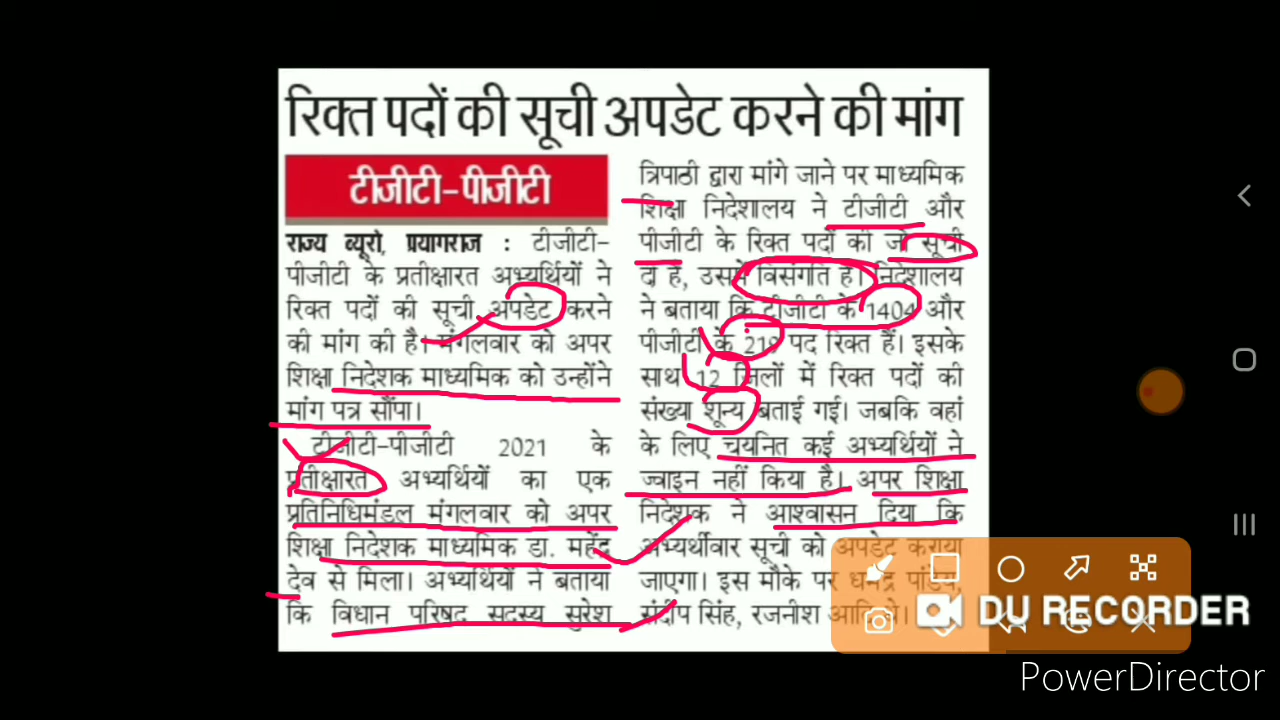 रिक्त पदों की सूची अपडेट करने की मांग
टीजीटी-पीजीटी
राज्य ब्यूरो, प्रयागराज : टीजीटी-
पीजीटी के प्रतीक्षारत अभ्यर्थियों ने
रिक्त पदों की सूची अपडेट करने
की मांग की है। मंगलवार को अपर
शिक्षा निदेशक माध्यमिक को उन्होंने
मांग पत्र सौंपा।
टीजीटी-पीजीटी 2021 के
प्रतीक्षारत अभ्यर्थियों का एक
प्रतिनिधिमंडल मंगलवार को अपर
शिक्षा निदेशक माध्यमिक डा. महेंद्र
देव से मिला। अभ्यर्थियों ने बताया
कि विधान परिषद सदस्य सुरेश
त्रिपाठी द्वारा मांगे जाने पर माध्यमिक
शिक्षा निदेशालय ने टीजीटी और
पीजीटी के रिक्त पदों की जो सूची
दी है, उसमें विसंगति है। निदेशालय
ने बताया कि टीजीटी के 1404 और
पीजीटी के 219 पद रिक्त हैं। इसके
साथ 12 जिलों में रिक्त पदों की
संख्या शून्य बताई गई। जबकि वहां
के लिए चयनित कई अभ्यर्थियों ने
ज्वाइन नहीं किया है। अपर शिक्षा
निदेशक ने आश्वासन दिया कि
अभ्यर्थीवार सूची को अपडेट कराया
जाएगा। इस मौके पर धर्मेंद्र पांडेय,
संदीप सिंह, रजनीश आदि थे।
DU RECORDER
PowerDirector